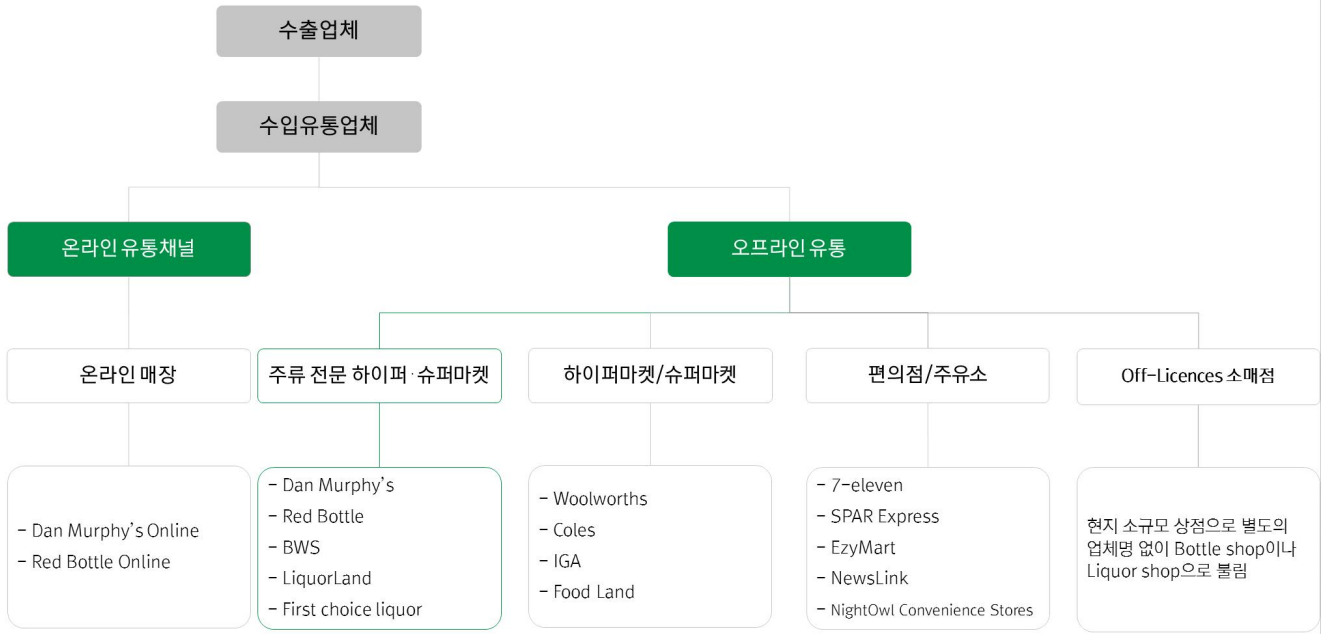 수출업체
수입유통업체
온라인 유통채널
오프라인 유통
온라인 매장
주류 전문 하이퍼·슈퍼마켓
하이퍼마켓/슈퍼마켓
편의점/주유소
Off-Licences 소매점
- Dan Murphy's Online
- Red Bottle Online
- Dan Murphy's
- Red Bottle
- BWS
- LiquorLand
- First choice liquor
- Woolworths
- Coles
- IGA
- Food Land
- 7-eleven
- SPAR Express
- EzyMart
- NewsLink
- NightOwl Convenience Stores
현지 소규모 상점으로 별도의
업체명 없이 Bottle shop이나
Liquor shop으로 불림